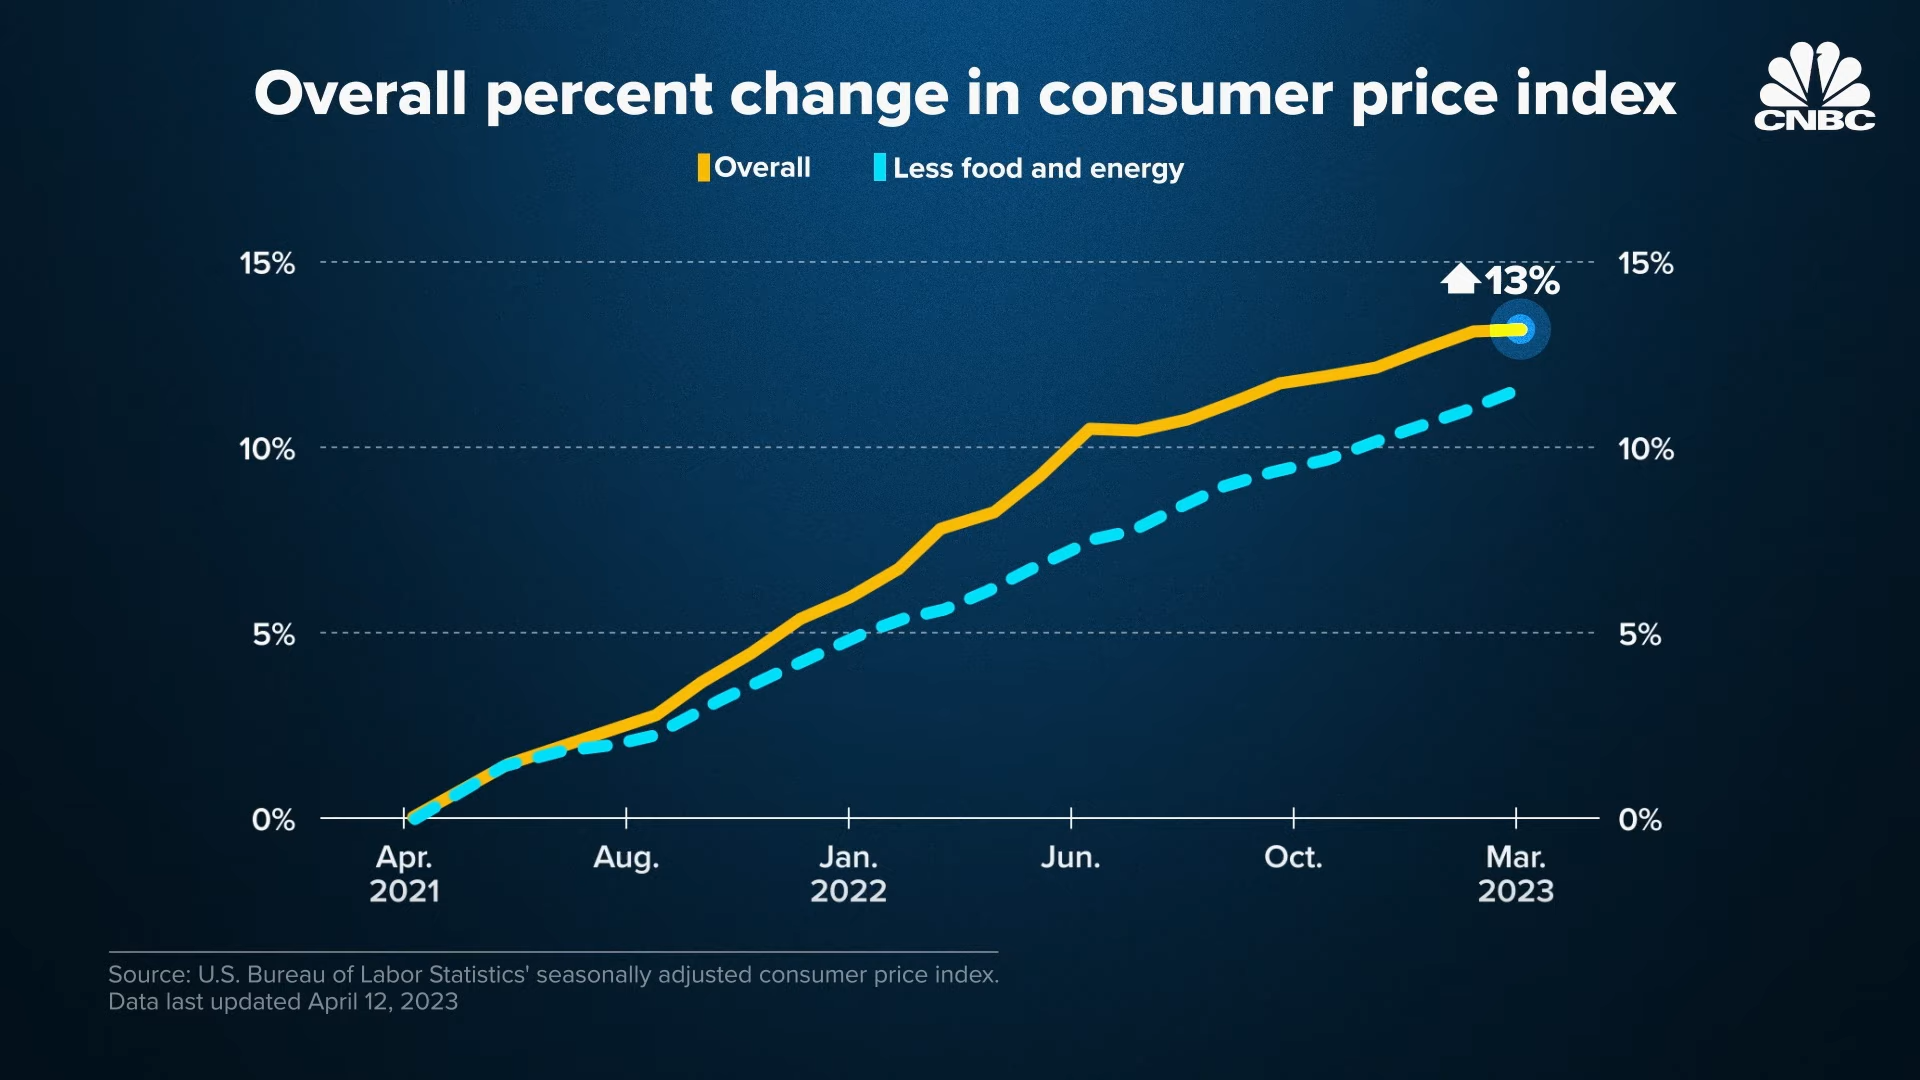 Overall percent change in consumer price index
CNBC
Overall Less food and energy
15% 15%
13%
10% 10%
5% 5%
0% 0%
Apr. Aug. Jan. Jun. Oct. Mar.
2021 2022 2023
Source: U.S. Bureau of Labor Statistics' seasonally adjusted consumer price index.
Data last updated April 12, 2023